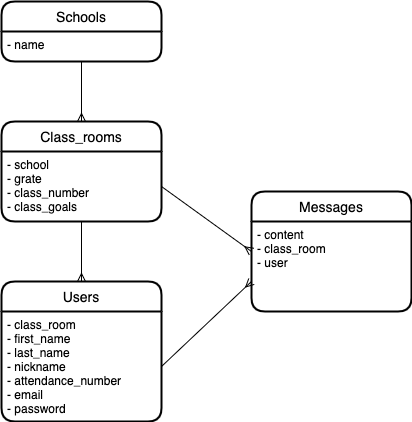 Schools
- name
Class_rooms
- school
- grate
- class_number
- class_goals
Messages
- content
- class_room
- user
Users
- class_room
- first_name
- last_name
- nickname
- attendance_number
- email
- password